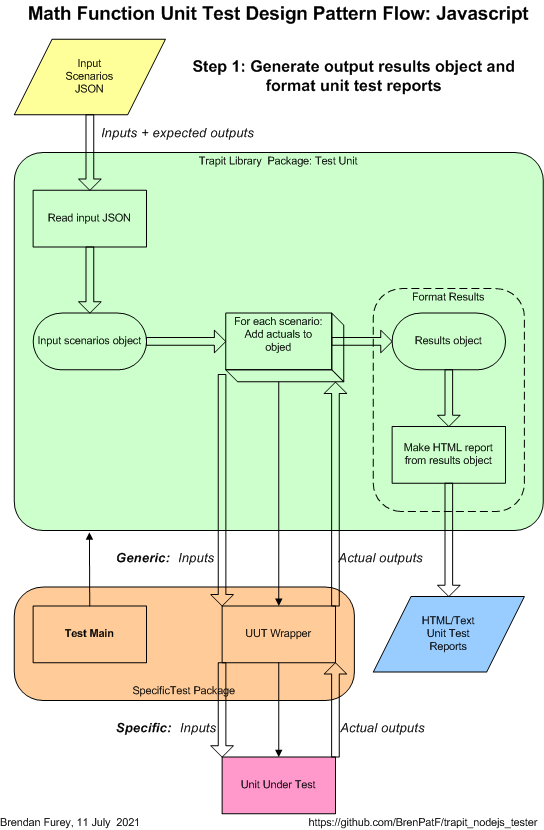 Math Function Unit Test Design Pattern Flow: Javascript
Input
Scenarios
JSON
Step 1: Generate output results object and
format unit test reports
Inputs + expected outputs
Trapit Library Package: Test Unit
Read input JSON
Format Results
Input scenarios object
For each scenario:
Add actuals to
objed
Results object
Make HTML report
from results object
Generic: Inputs
Actual outputs
Test Main
UUT Wrapper
HTML/Text
Unit Test
Reports
SpecificTest Package
Specific: Inputs
Actual outputs
Unit Under Test
Brendan Furey, 11 July 2021
https://github.com/BrenPatF/trapit_nodejs_tester